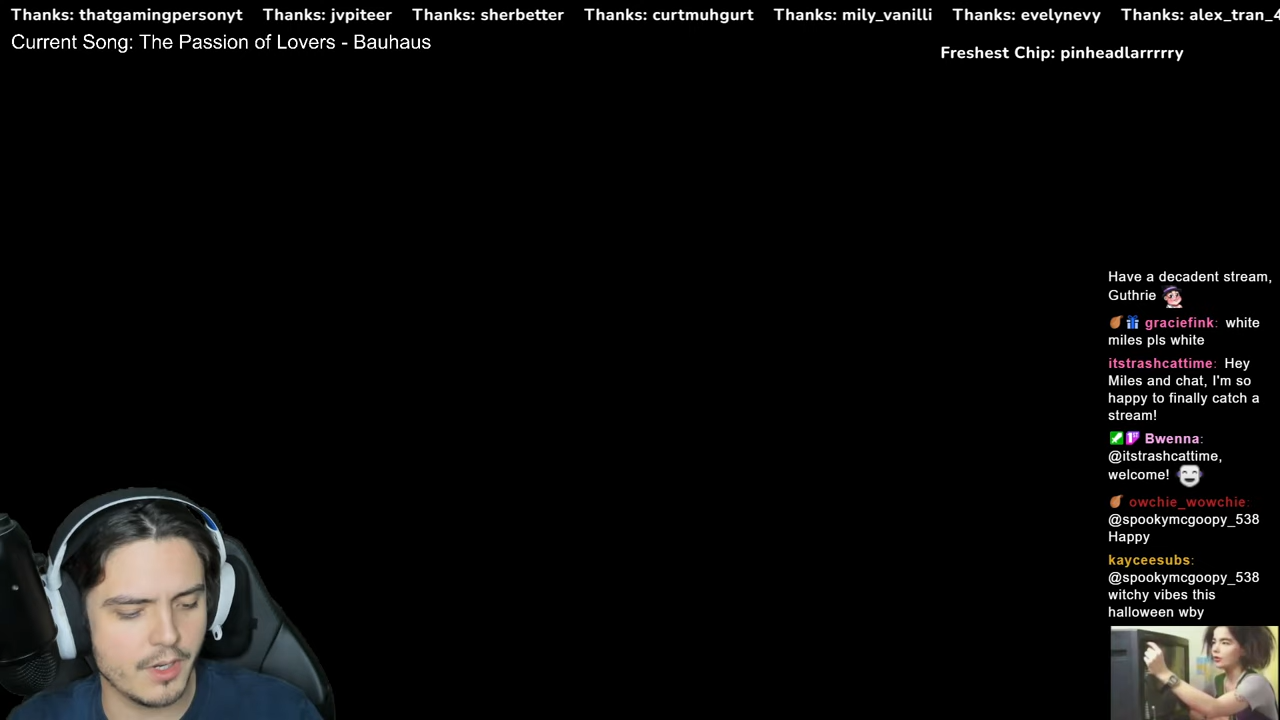 Thanks: thatgamingpersonyt Thanks: jvpiteer Thanks: sherbetter Thanks: curtmuhgurt Thanks: mily_vanilli Thanks: evelynevy Thanks: alex_tran_4
Current Song: The Passion of Lovers - Bauhaus
Freshest Chip: pinheadlarrrrry
Have a decadent stream,
Guthrie
graciefink: white
miles pls white
itstrashcattime: Hey
Miles and chat, I'm so
happy to finally catch a
stream!
Bwenna:
@itstrashcattime,
welcome!
owchie_wowchie:
@spookymcgoopy_538
Happy
kayceesubs:
@spookymcgoopy_538
witchy vibes this
halloween wby